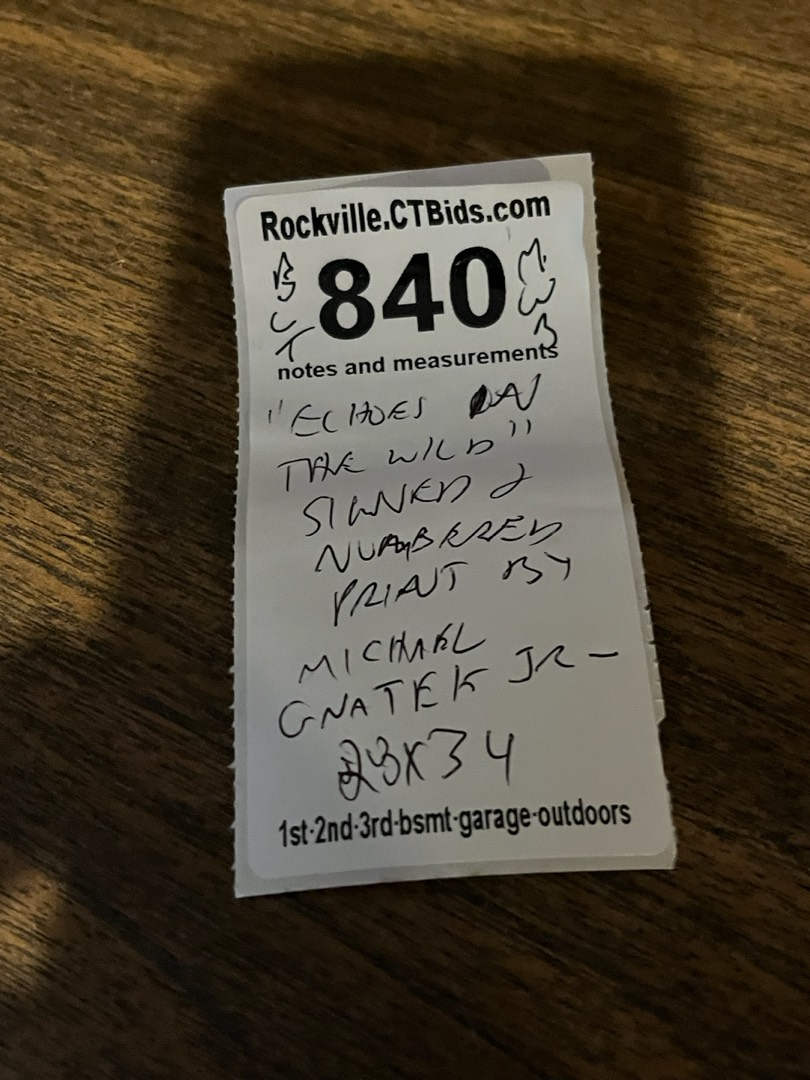 Rockville.CTBids.com
840
notes and measurements
"ECHOES
THE WILD"
SIGNED &
NUMBERED
PRINT BY
MICHAEL
GNATEK JR -
23X34
1st-2nd-3rd-bsmt-garage-outdoors